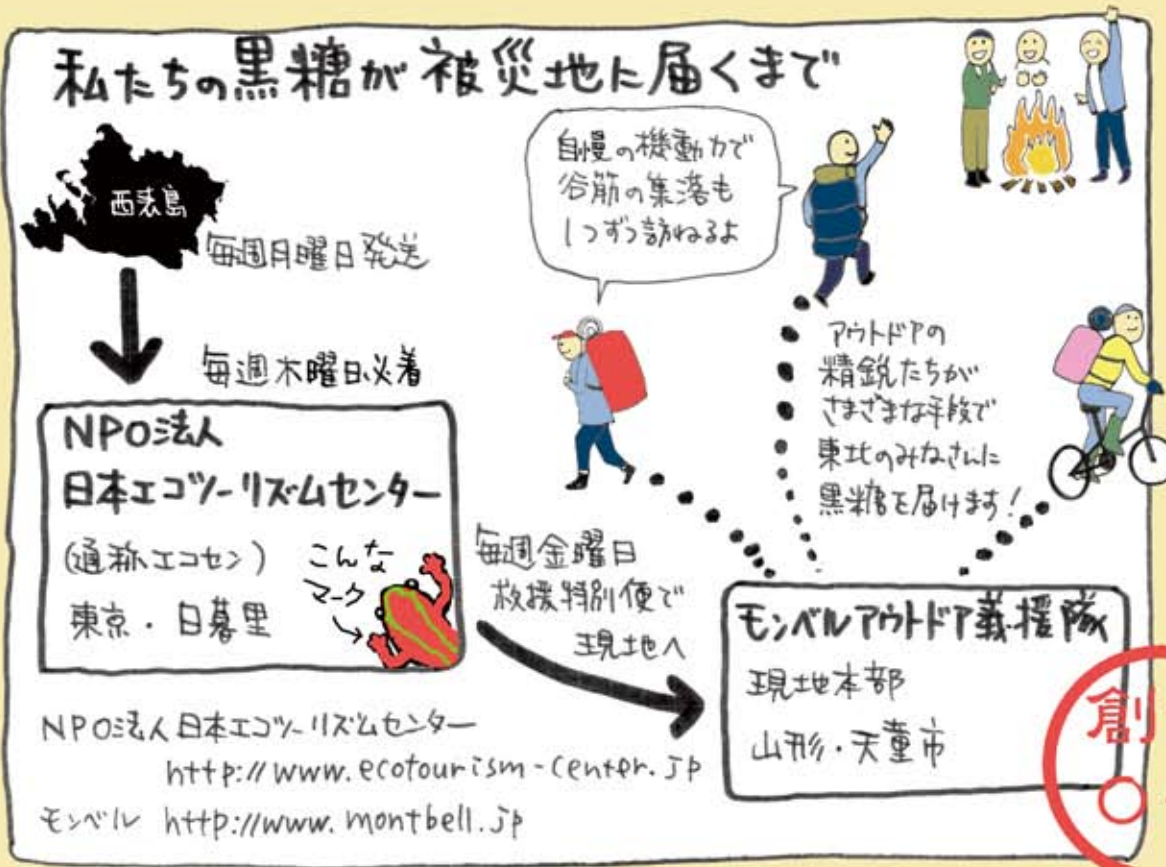 私たちの黒糖が被災地に届くまで
西表島
毎週月曜日発送
毎週木曜日必着
NPO法人
日本エコツーリズムセンター
(通称エコセン)
東京・日暮里
こんな
マーク
自慢の機動力で
谷筋の集落も
1つずつ訪ねるよ
アウトドアの
精鋭たちが
さまざまな手段で
東北のみなさんに
黒糖を届けます!
毎週金曜日
救援特別便で
現地へ
モンベルアウトドア義援隊
現地本部
山形・天童市
NPO法人日本エコツーリズムセンター
http://www.ecotourism-center.jp
モンベル http://www.montbell.jp
創